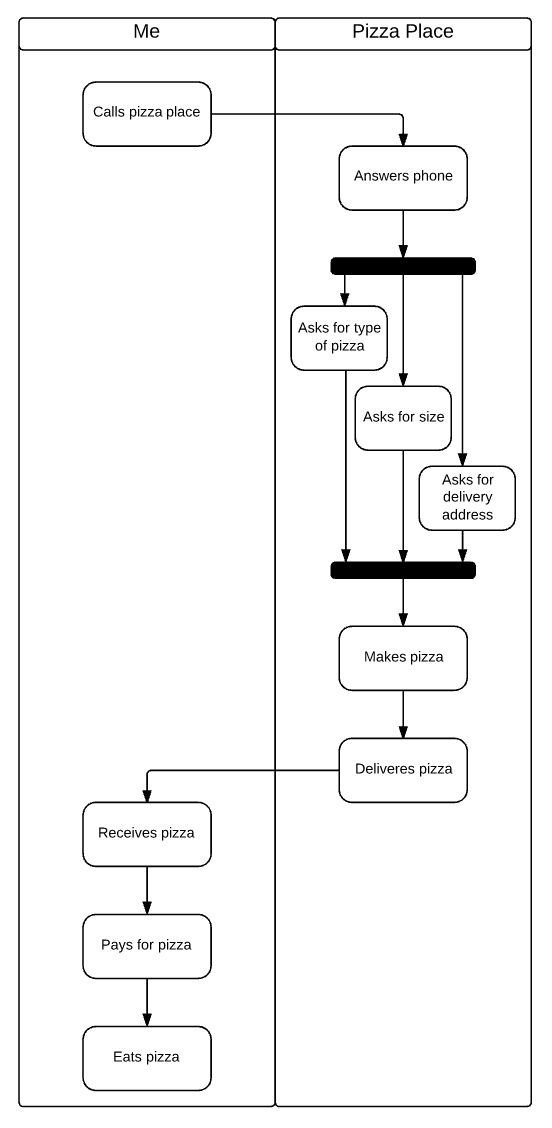 Me
Pizza Place
Calls pizza place
Answers phone
Asks for type
of pizza
Asks for size
Asks for
delivery
address
Makes pizza
Deliveres pizza
Receives pizza
Pays for pizza
Eats pizza